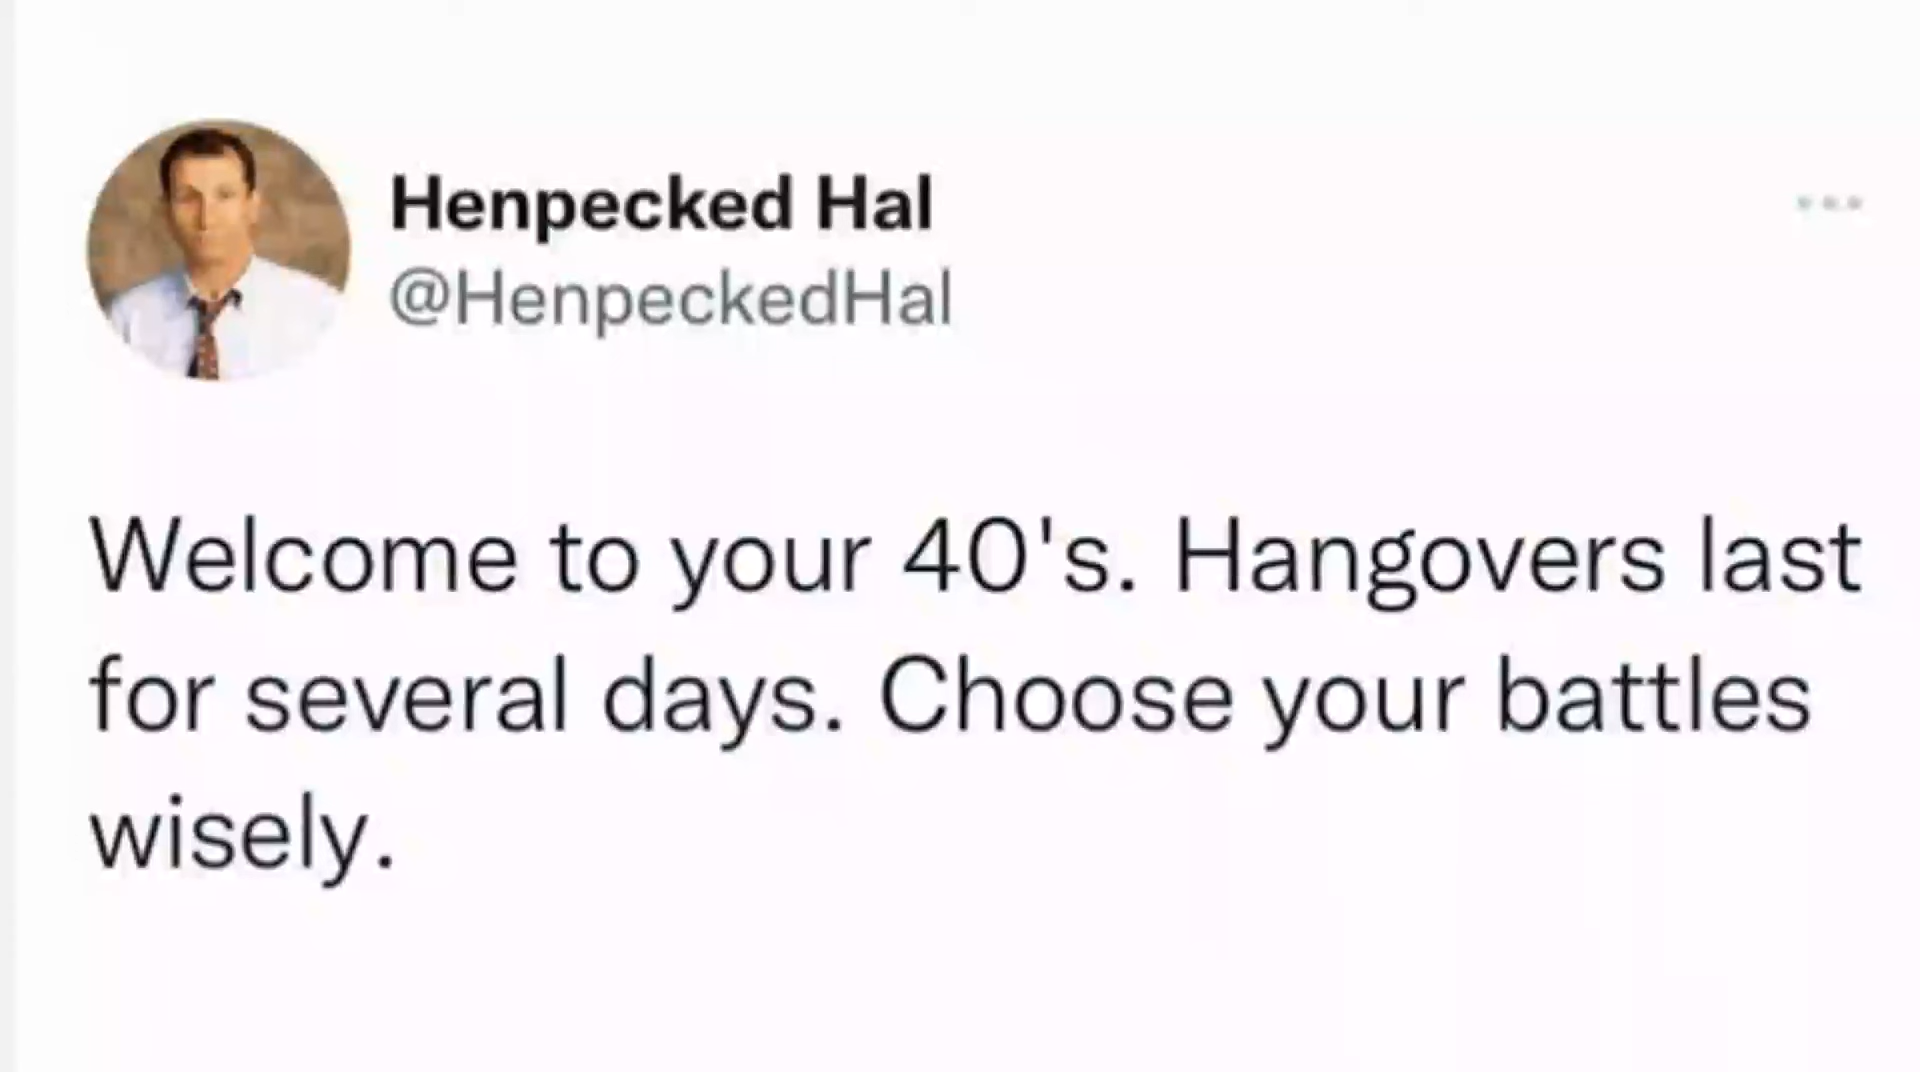 Henpecked Hal
@HenpeckedHal
Welcome to your 40's. Hangovers last
for several days. Choose your battles
wisely.